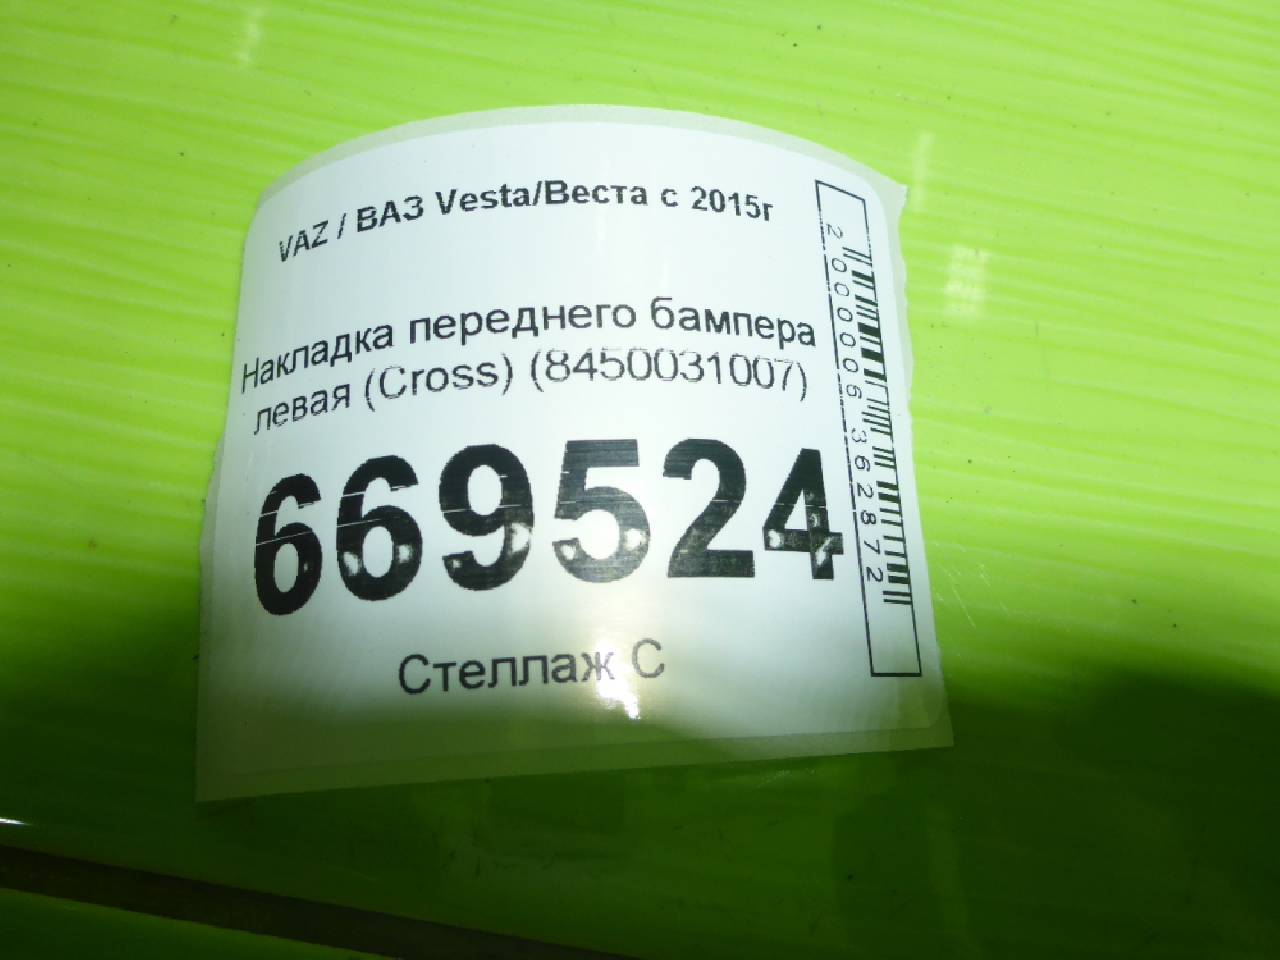 VAZ / ВАЗ Vesta/Веста с 2015г
Накладка переднего бампера
левая (Cross) (8450031007)
669524
Стеллаж С
2000006362872